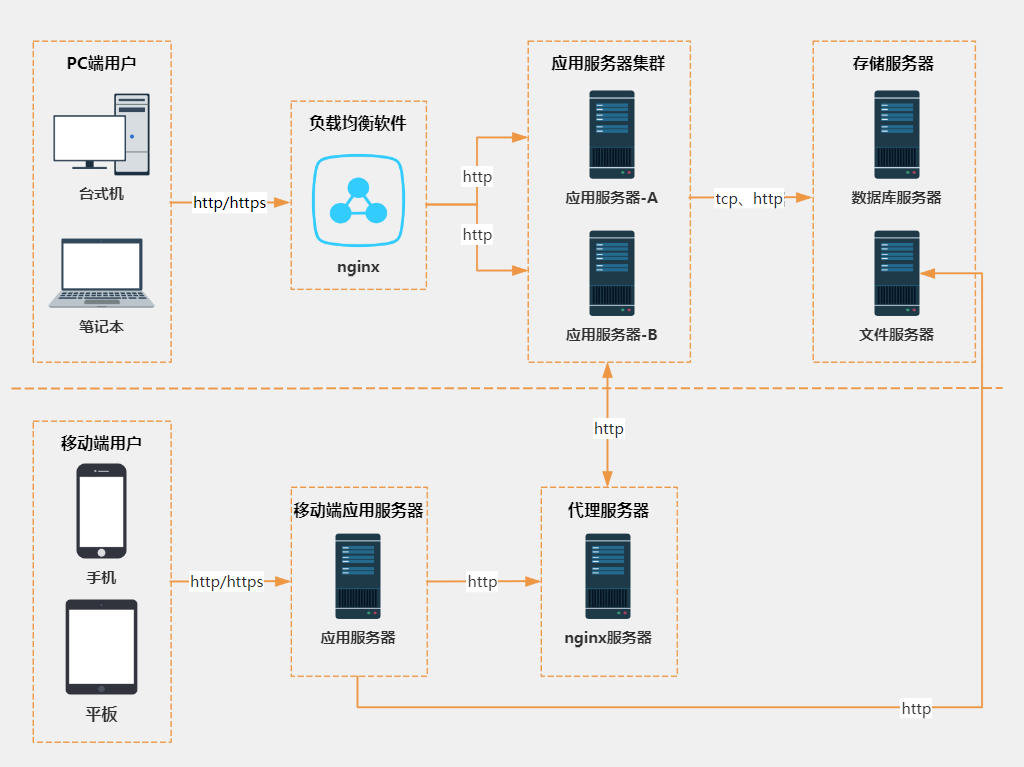 PC端用户
台式机
笔记本
http/https
负载均衡软件
nginx
http
http
应用服务器集群
应用服务器-A
应用服务器-B
tcp、http
存储服务器
数据库服务器
文件服务器
http
移动端用户
手机
平板
http/https
移动端应用服务器
应用服务器
http
代理服务器
nginx服务器
http